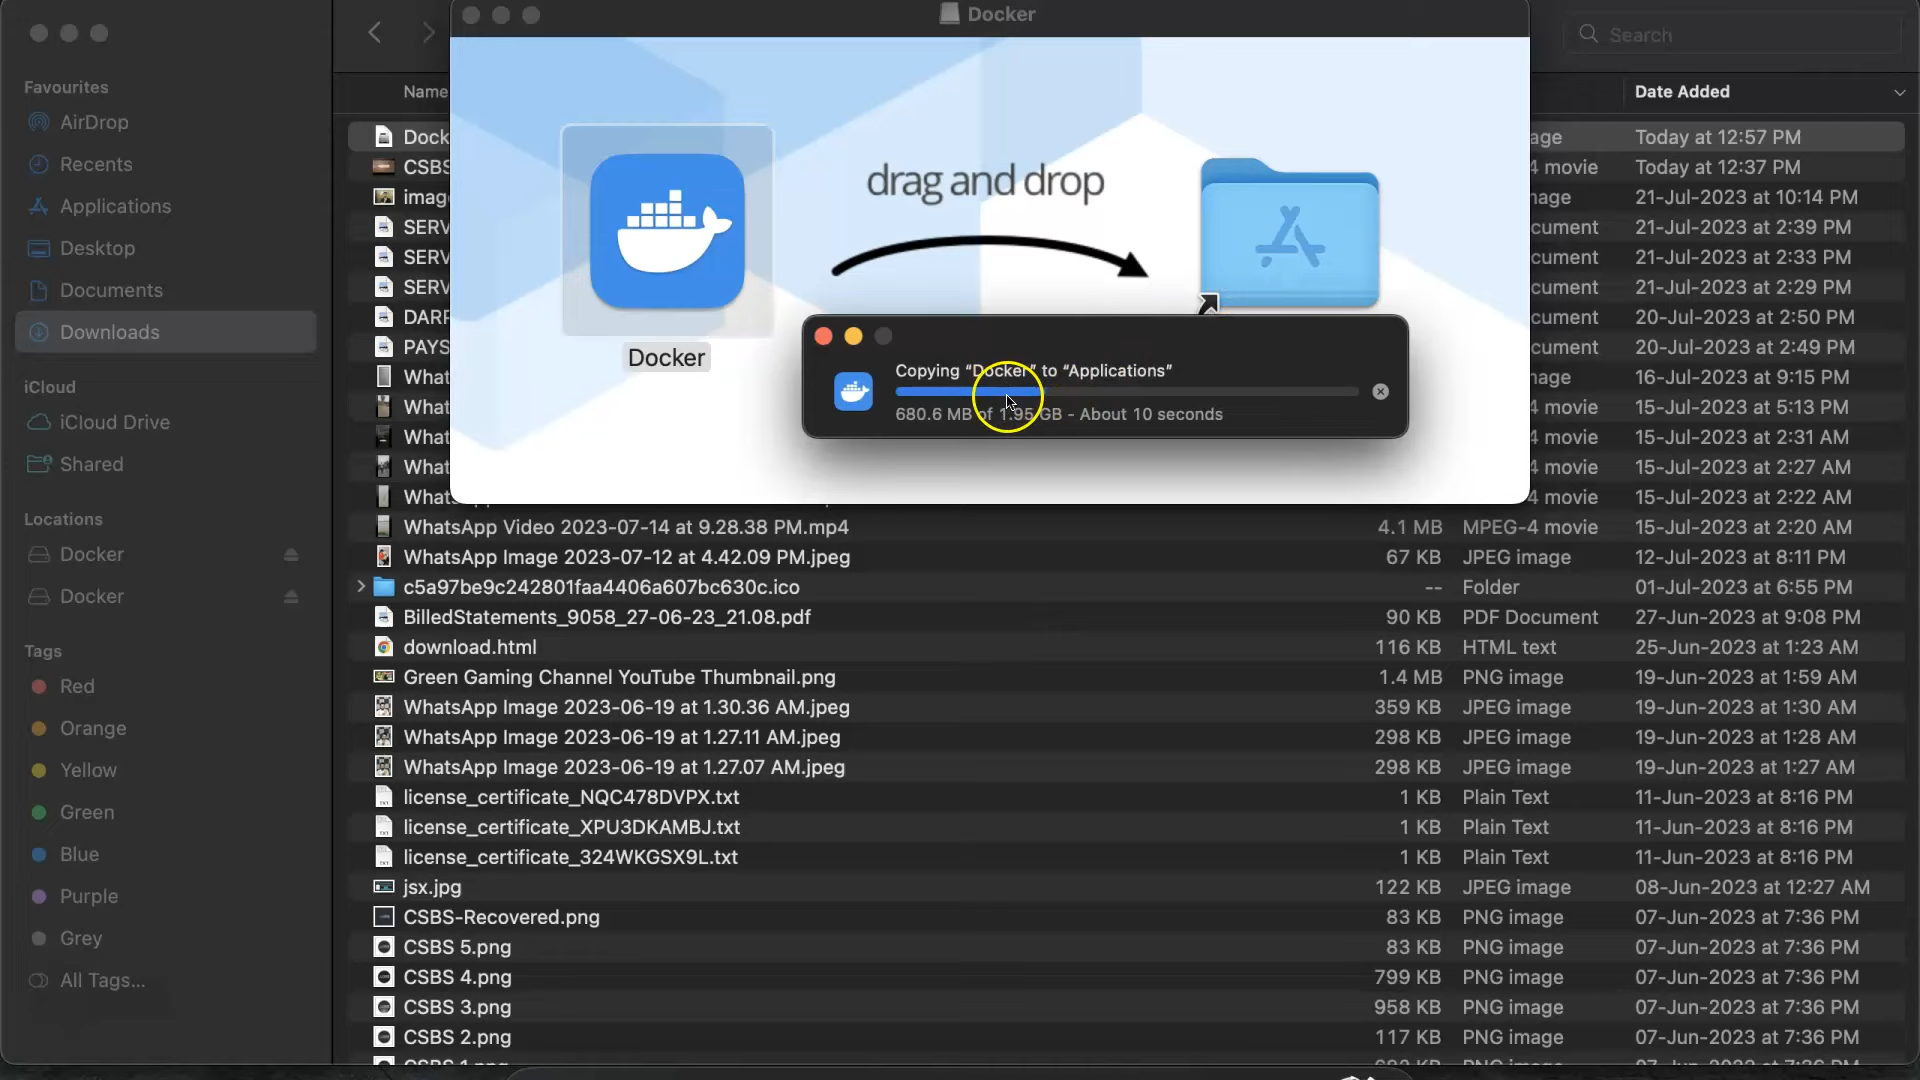 Docker
Search
Favourites
AirDrop
Recents
Applications
Desktop
Documents
Downloads
iCloud
iCloud Drive
Shared
Locations
Docker
Docker
Tags
Red
Orange
Yellow
Green
Blue
Purple
Grey
All Tags...
drag and drop
Docker
Copying “Docker” to “Applications”
680.6 MB of 1.95 GB - About 10 seconds
Name Date Added
Dock age Today at 12:57 PM
CSBS 4 movie Today at 12:37 PM
imag nage 21-Jul-2023 at 10:14 PM
SERV cument 21-Jul-2023 at 2:39 PM
SERV cument 21-Jul-2023 at 2:33 PM
SERV cument 21-Jul-2023 at 2:29 PM
DARF cument 20-Jul-2023 at 2:50 PM
PAYS cument 20-Jul-2023 at 2:49 PM
What nage 16-Jul-2023 at 9:15 PM
What 4 movie 15-Jul-2023 at 5:13 PM
What 4 movie 15-Jul-2023 at 2:31 AM
What 4 movie 15-Jul-2023 at 2:27 AM
What 4 movie 15-Jul-2023 at 2:22 AM
WhatsApp Video 2023-07-14 at 9.28.38 PM.mp4 4.1 MB MPEG-4 movie 15-Jul-2023 at 2:20 AM
WhatsApp Image 2023-07-12 at 4.42.09 PM.jpeg 67 KB JPEG image 12-Jul-2023 at 8:11 PM
c5a97be9c242801faa4406a607bc630c.ico -- Folder 01-Jul-2023 at 6:55 PM
BilledStatements_9058_27-06-23_21.08.pdf 90 KB PDF Document 27-Jun-2023 at 9:08 PM
download.html 116 KB HTML text 25-Jun-2023 at 1:23 AM
Green Gaming Channel YouTube Thumbnail.png 1.4 MB PNG image 19-Jun-2023 at 1:59 AM
WhatsApp Image 2023-06-19 at 1.30.36 AM.jpeg 359 KB JPEG image 19-Jun-2023 at 1:30 AM
WhatsApp Image 2023-06-19 at 1.27.11 AM.jpeg 298 KB JPEG image 19-Jun-2023 at 1:28 AM
WhatsApp Image 2023-06-19 at 1.27.07 AM.jpeg 298 KB JPEG image 19-Jun-2023 at 1:27 AM
license_certificate_NQC478DVPX.txt 1 KB Plain Text 11-Jun-2023 at 8:16 PM
license_certificate_XPU3DKAMBJ.txt 1 KB Plain Text 11-Jun-2023 at 8:16 PM
license_certificate_324WKGSX9L.txt 1 KB Plain Text 11-Jun-2023 at 8:16 PM
jsx.jpg 122 KB JPEG image 08-Jun-2023 at 12:27 AM
CSBS-Recovered.png 83 KB PNG image 07-Jun-2023 at 7:36 PM
CSBS 5.png 83 KB PNG image 07-Jun-2023 at 7:36 PM
CSBS 4.png 799 KB PNG image 07-Jun-2023 at 7:36 PM
CSBS 3.png 958 KB PNG image 07-Jun-2023 at 7:36 PM
CSBS 2.png 117 KB PNG image 07-Jun-2023 at 7:36 PM